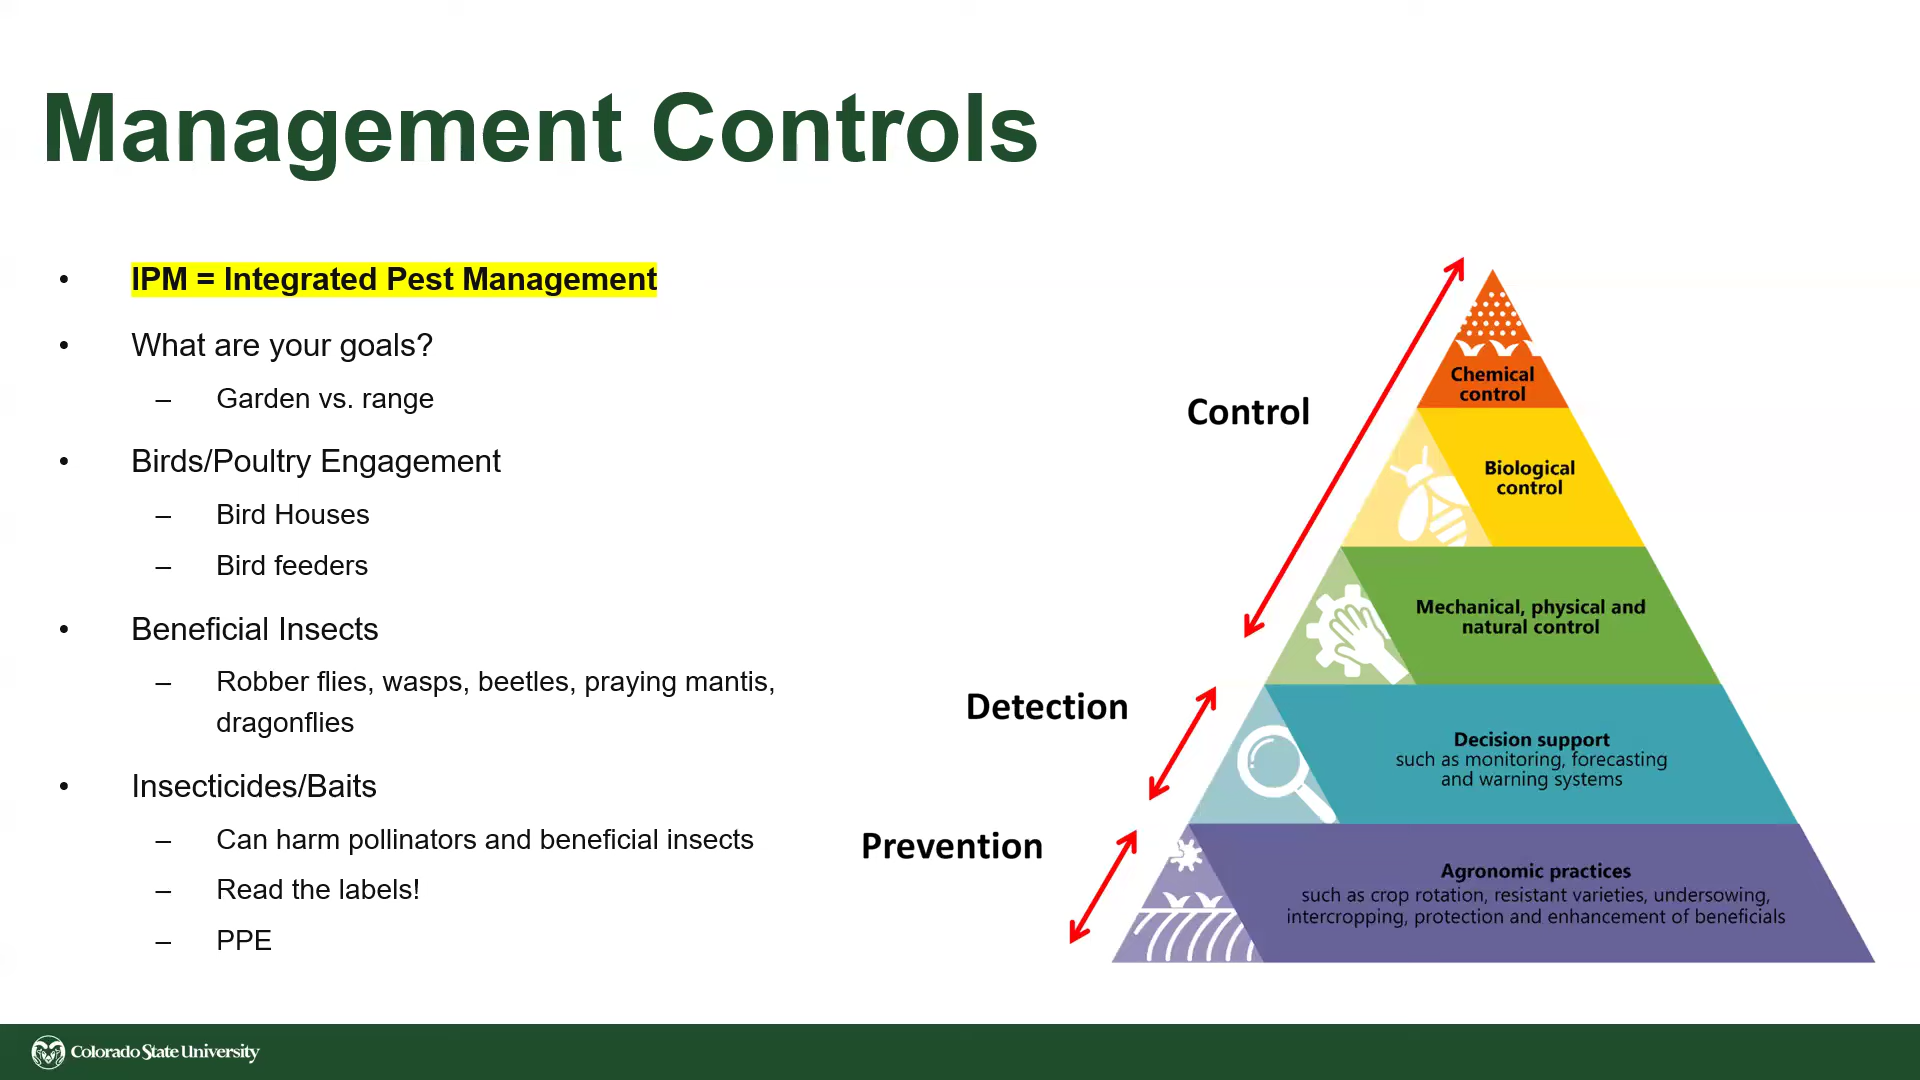 Management Controls
• IPM = Integrated Pest Management
• What are your goals?
– Garden vs. range
• Birds/Poultry Engagement
– Bird Houses
– Bird feeders
• Beneficial Insects
– Robber flies, wasps, beetles, praying mantis,
dragonflies
• Insecticides/Baits
– Can harm pollinators and beneficial insects
– Read the labels!
– PPE
Control
Detection
Prevention
Chemical
control
Biological
control
Mechanical, physical and
natural control
Decision support
such as monitoring, forecasting
and warning systems
Agronomic practices
such as crop rotation, resistant varieties, undersowing,
intercropping, protection and enhancement of beneficials
Colorado State University